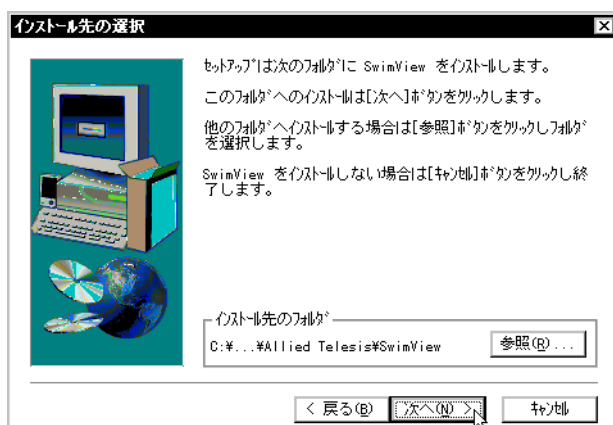 インストール先の選択
ｾｯﾄｱｯﾌﾟは次のﾌｫﾙﾀﾞに SwimView をｲﾝｽﾄｰﾙします。
このﾌｫﾙﾀﾞへのｲﾝｽﾄｰﾙは[次へ]ﾎﾞﾀﾝをｸﾘｯｸします。
他のﾌｫﾙﾀﾞへｲﾝｽﾄｰﾙする場合は[参照]ﾎﾞﾀﾝをｸﾘｯｸしﾌｫﾙﾀﾞ
を選択します。
SwimView をｲﾝｽﾄｰﾙしない場合は[ｷｬﾝｾﾙ]ﾎﾞﾀﾝをｸﾘｯｸし終
了します。
ｲﾝｽﾄｰﾙ先のﾌｫﾙﾀﾞ
C:¥...¥Allied Telesis¥SwimView
参照(R) ...
< 戻る(B)
次へ(N) >
ｷｬﾝｾﾙ